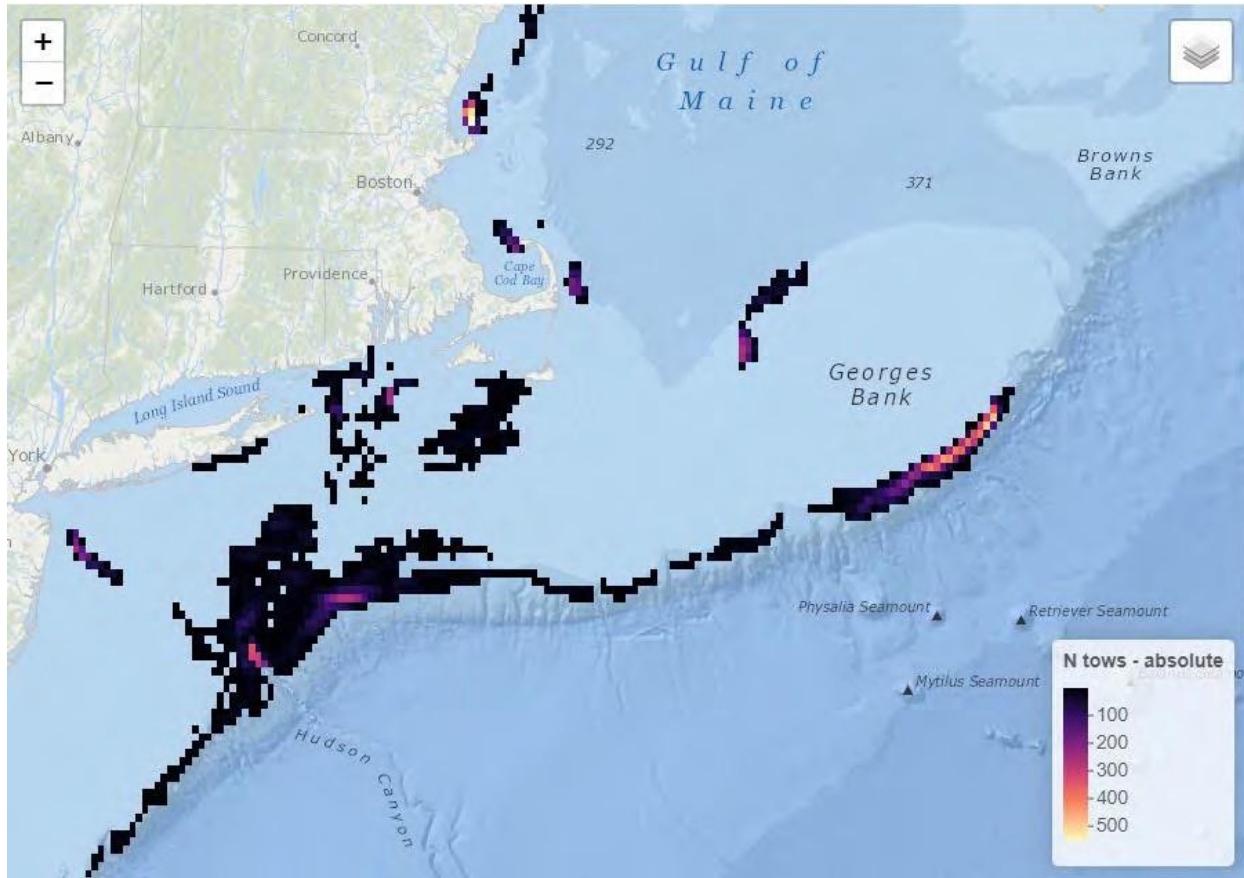 +
−
Concord
Gulf of
Maine
Albany
292
Browns
Bank
371
Boston
Cape
Cod Bay
Providence
Hartford
Georges
Bank
Long Island Sound
York
Physalia Seamount
Retriever Seamount
Mytilus Seamount
Hudson Canyon
N tows - absolute
100
200
300
400
500